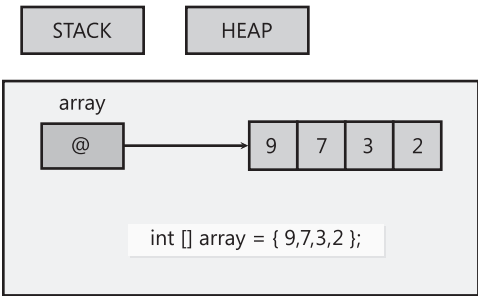 STACK HEAP
array
@ 9 7 3 2
int [] array = { 9,7,3,2 };